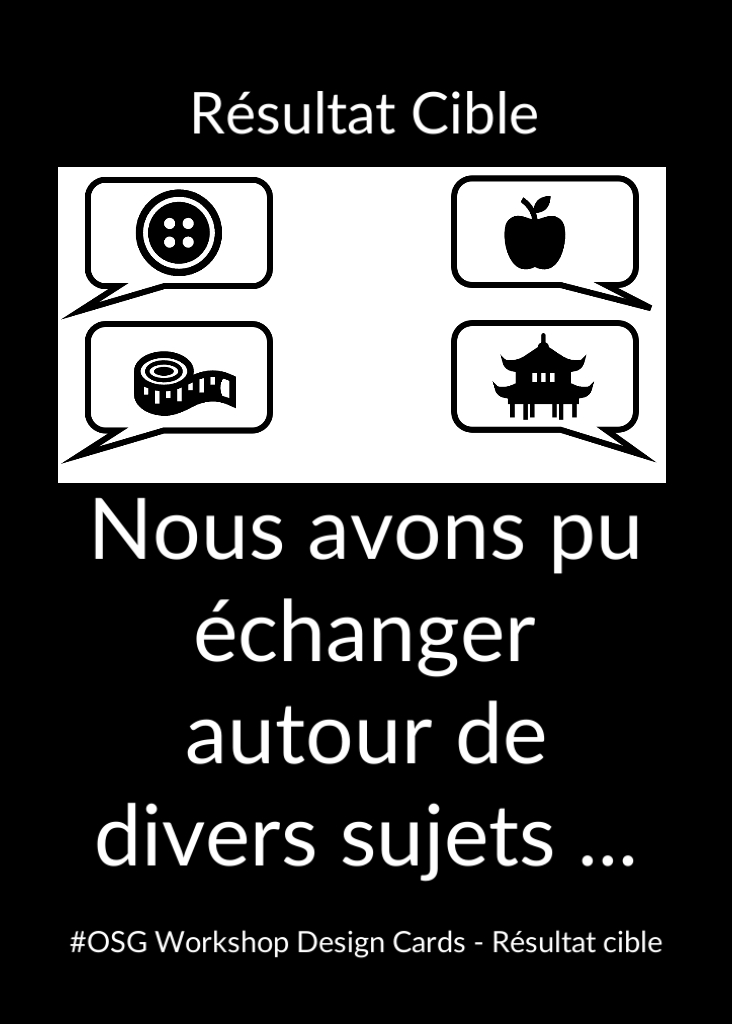 Résultat Cible
Nous avons pu
échanger
autour de
divers sujets ...
#OSG Workshop Design Cards - Résultat cible